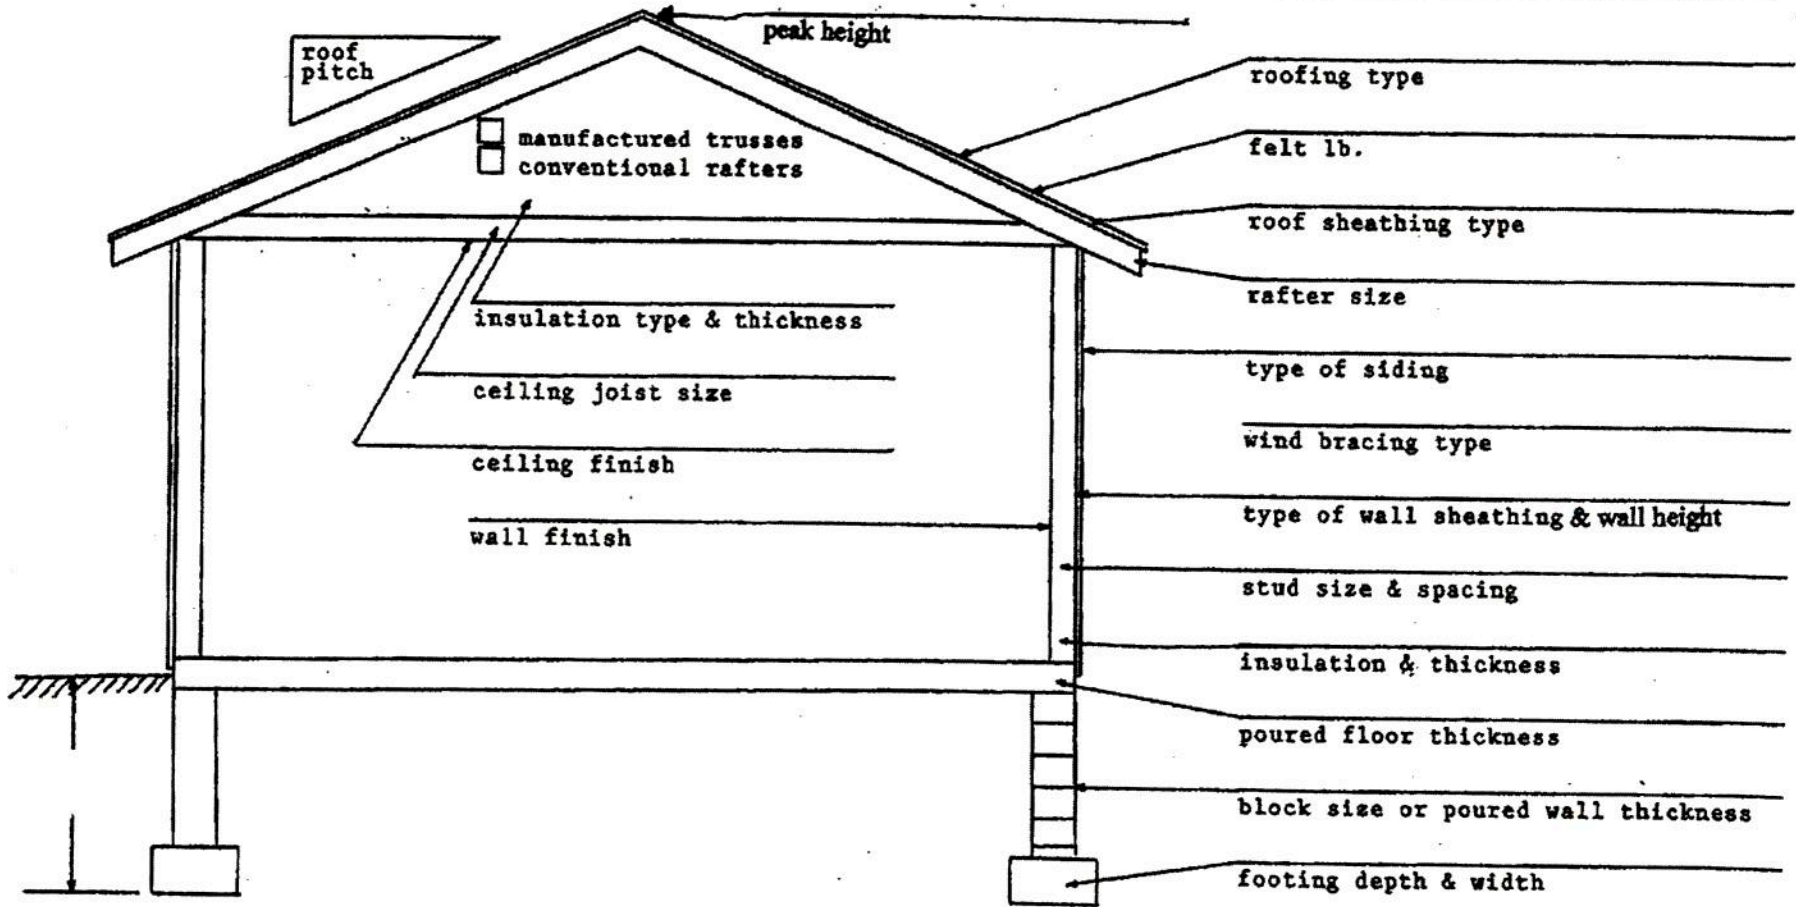 peak height
roof
pitch
roofing type
manufactured trusses
conventional rafters
felt lb.
roof sheathing type
rafter size
insulation type & thickness
type of siding
ceiling joist size
wind bracing type
ceiling finish
type of wall sheathing & wall height
wall finish
stud size & spacing
insulation & thickness
poured floor thickness
block size or poured wall thickness
footing depth & width